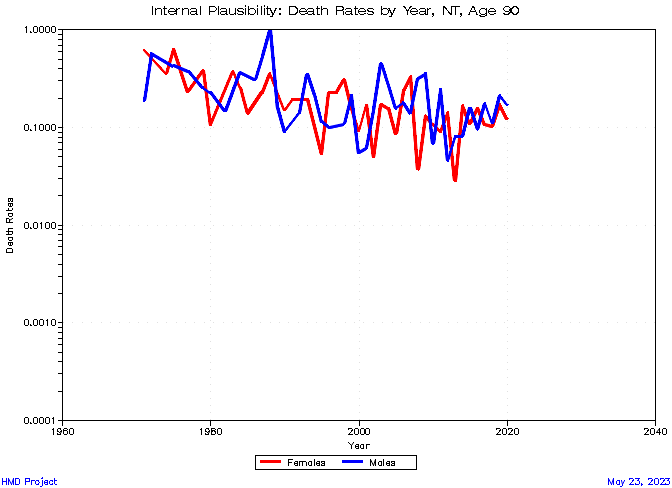 Internal Plausibility: Death Rates by Year, NT, Age 90
1.0000
0.1000
0.0100
0.0010
0.0001
Death Rates
1960 1980 2000 2020 2040
Year
Females Males
HMD Project May 23, 2023